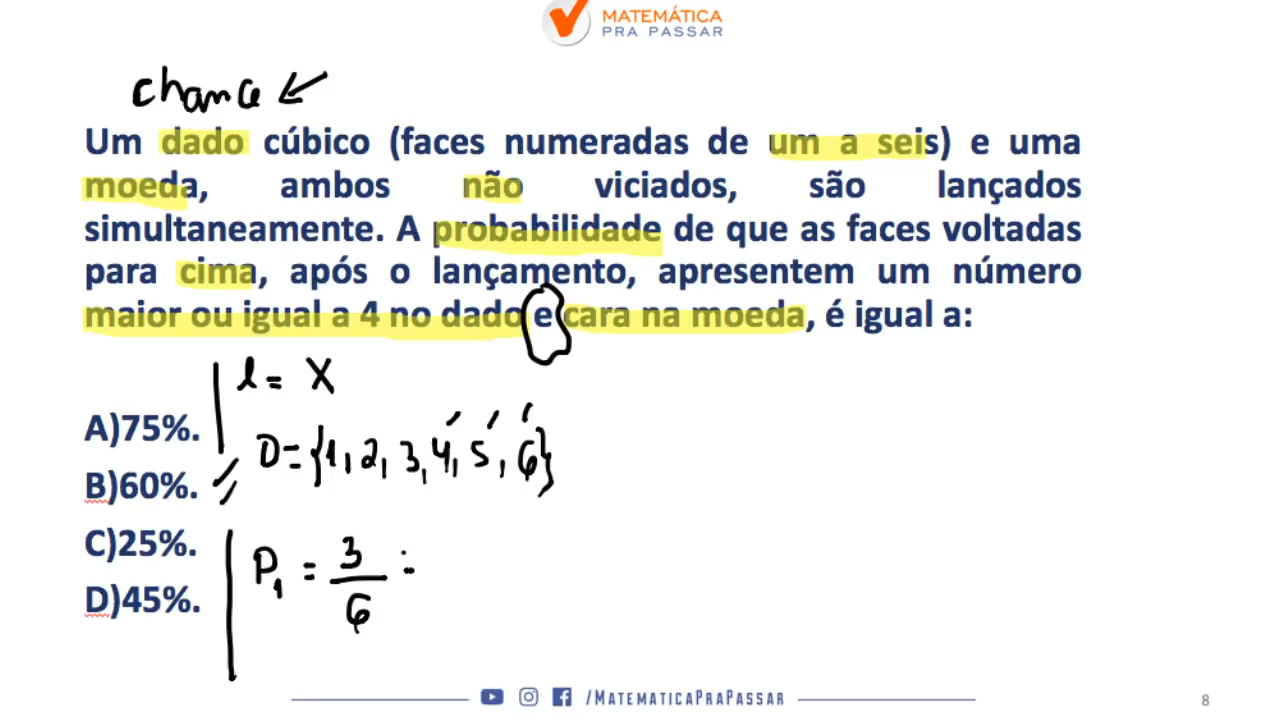 MATEMÁTICA
PRA PASSAR
chance
Um dado cúbico (faces numeradas de um a seis) e uma
moeda, ambos não viciados, são lançados
simultaneamente. A probabilidade de que as faces voltadas
para cima, após o lançamento, apresentem um número
maior ou igual a 4 no dado e cara na moeda, é igual a:
l = X
A)75%.
D = {1, 2, 3, 4, 5, 6}
B)60%.
C)25%.
P1 = 3/6 =
D)45%.
/MATEMATICAPRAPASSAR
8